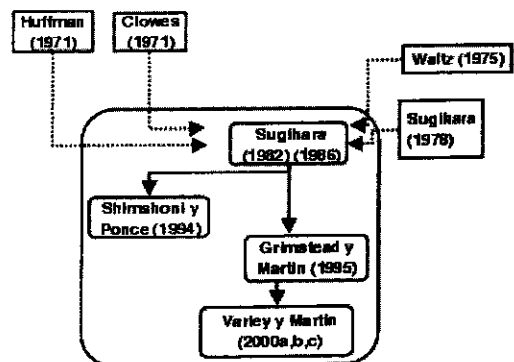 Huffman
(1971)
Clowes
(1971)
Waltz (1975)
Sugihara
(1978)
Sugihara
(1982) (1986)
Shimshoni y
Ponce (1994)
Grimstead y
Martin (1995)
Varley y Martin
(2000a,b,c)